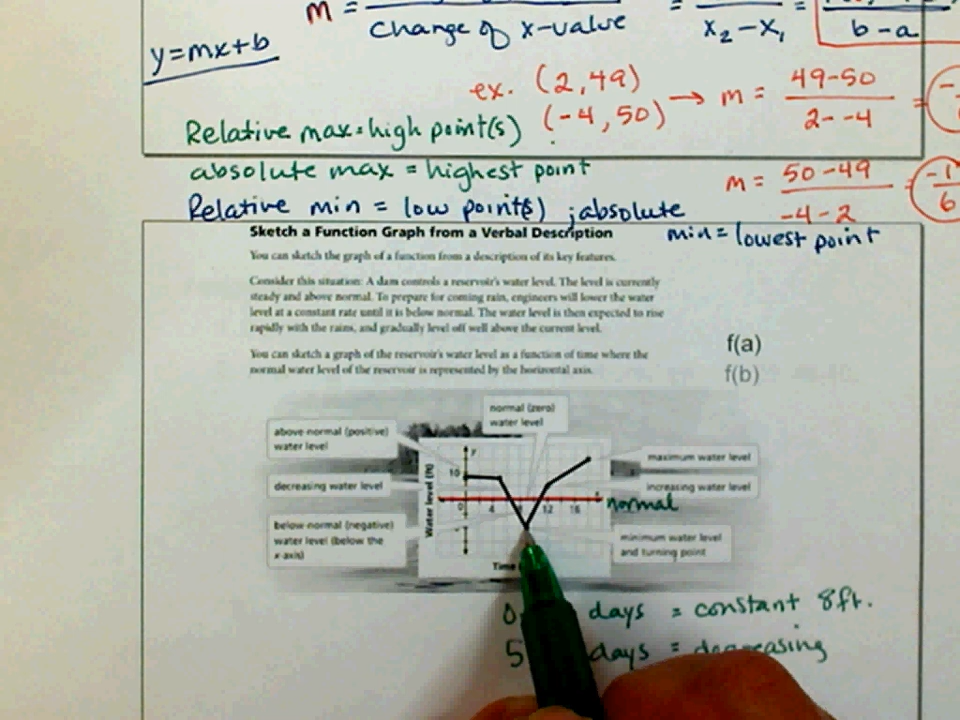 m =
Change of x-value
=
x₂-x₁
=
b-a
y=mx+b
ex. (2,49)
(-4,50) → m = 49-50
2--4
=
Relative max=high point(s)
absolute max = highest point
m = 50-49
-4-2
= -1
6
Relative min = low point(s) ;absolute
min=lowest point
Sketch a Function Graph from a Verbal Description
You can sketch the graph of a function from a description of its key features.
Consider this situation: A dam controls a reservoir's water level. The level is currently
steady and above normal. To prepare for coming rain, engineers will lower the water
level at a constant rate until it is below normal. The water level is then expected to rise
rapidly with the rains, and gradually level off well above the current level.
You can sketch a graph of the reservoir's water level as a function of time where the
normal water level of the reservoir is represented by the horizontal axis.
f(a)
f(b)
normal (zero)
water level
above-normal (positive)
water level
decreasing water level
below-normal (negative)
water level (below the
x-axis)
maximum water level
increasing water level
minimum water level
and turning point
Water level (ft)
y
10
0
4
12
16
normal
Time
0 days = constant 8ft.
5 days = decreasing